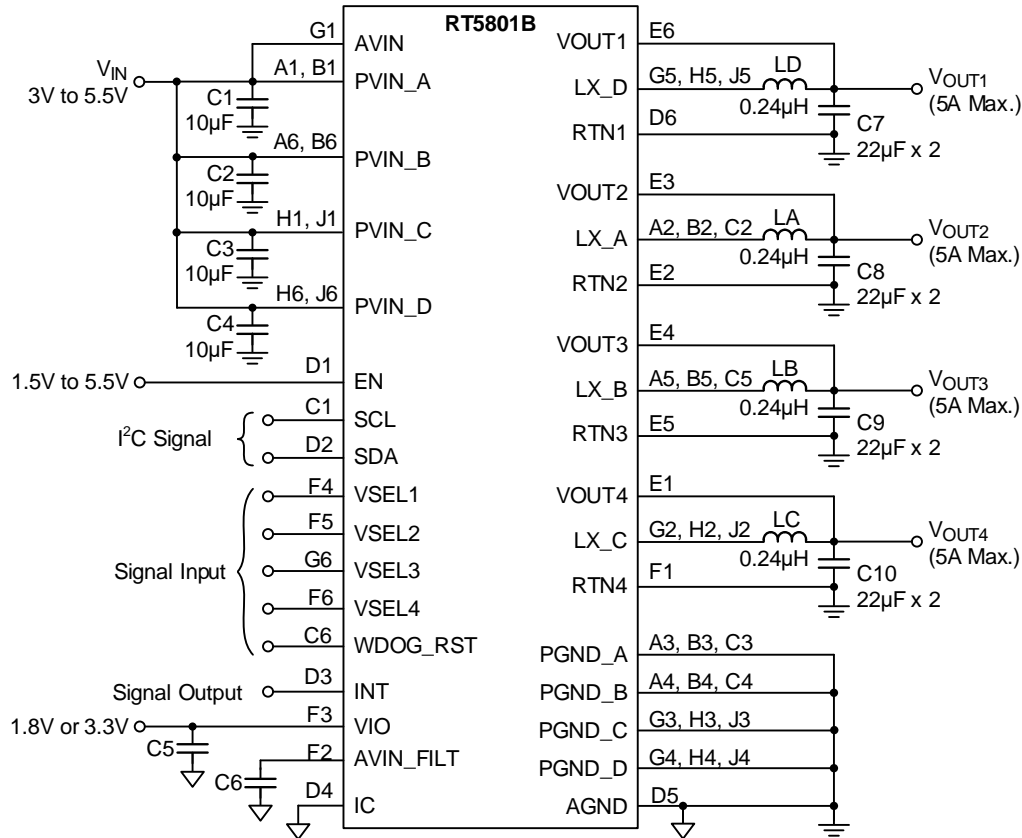 RT5801B
V_IN
3V to 5.5V
G1
AVIN
A1, B1
PVIN_A
C1
10µF
A6, B6
PVIN_B
C2
10µF
H1, J1
PVIN_C
C3
10µF
H6, J6
PVIN_D
C4
10µF
1.5V to 5.5V
D1
EN
I²C Signal
C1
SCL
D2
SDA
Signal Input
F4
VSEL1
F5
VSEL2
G6
VSEL3
F6
VSEL4
C6
WDOG_RST
Signal Output
D3
INT
1.8V or 3.3V
F3
VIO
C5
F2
AVIN_FILT
C6
D4
IC
VOUT1
E6
LX_D
G5, H5, J5
LD
0.24µH
V_OUT1
(5A Max.)
RTN1
D6
C7
22µF x 2
VOUT2
E3
LX_A
A2, B2, C2
LA
0.24µH
V_OUT2
(5A Max.)
RTN2
E2
C8
22µF x 2
VOUT3
E4
LX_B
A5, B5, C5
LB
0.24µH
V_OUT3
(5A Max.)
RTN3
E5
C9
22µF x 2
VOUT4
E1
LX_C
G2, H2, J2
LC
0.24µH
V_OUT4
(5A Max.)
RTN4
F1
C10
22µF x 2
PGND_A
A3, B3, C3
PGND_B
A4, B4, C4
PGND_C
G3, H3, J3
PGND_D
G4, H4, J4
AGND
D5